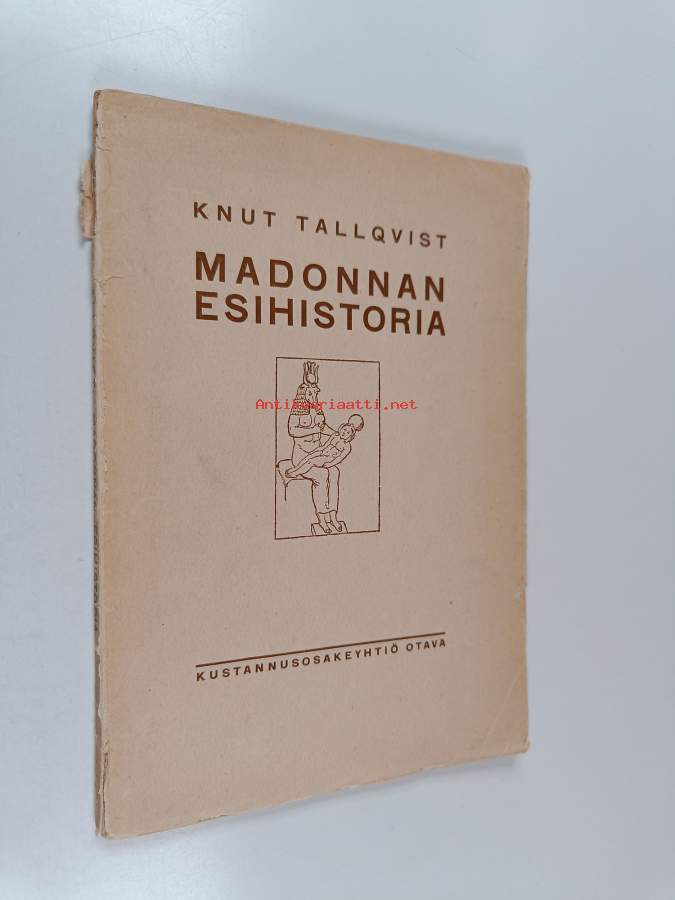 KNUT TALLQVIST
MADONNAN
ESIHISTORIA
Antikvariaatti.net
KUSTANNUSOSAKEYHTIÖ OTAVA